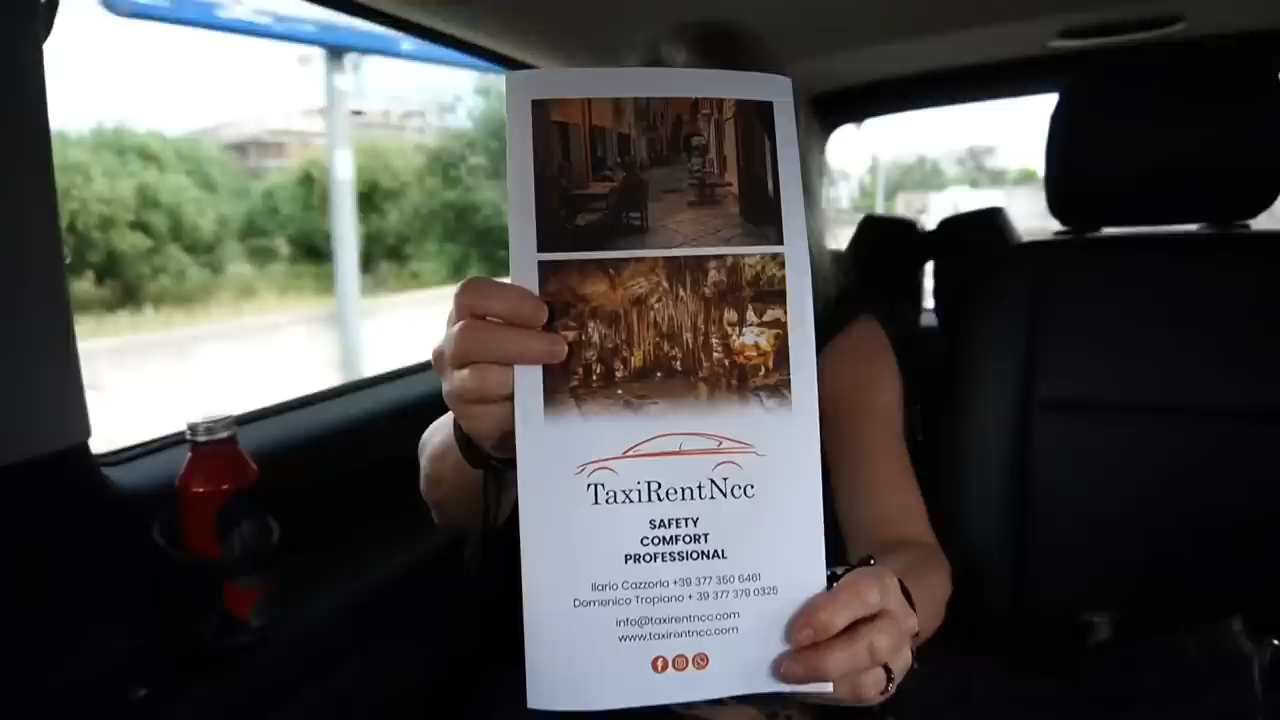 TaxiRentNcc
SAFETY
COMFORT
PROFESSIONAL
Ilario Cazzorla +39 377 350 6461
Domenico Tropiano + 39 377 379 0325
info@taxirentncc.com
www.taxirentncc.com